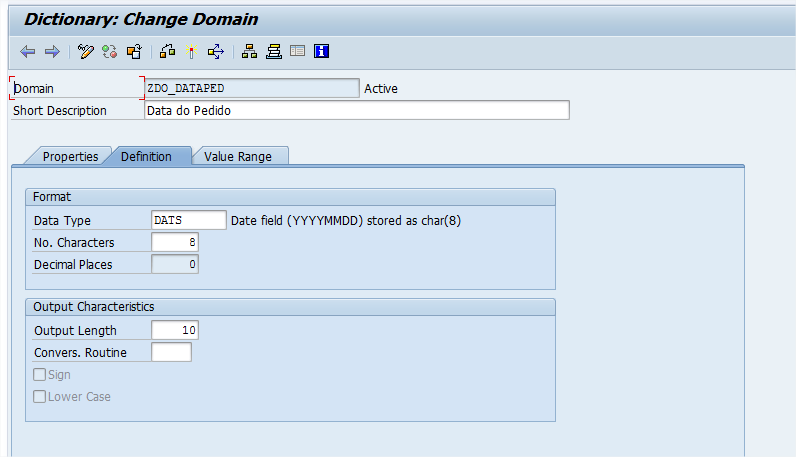 Dictionary: Change Domain
Domain ZDO_DATAPED Active
Short Description Data do Pedido
Properties Definition Value Range
Format
Data Type DATS Date field (YYYYMMDD) stored as char(8)
No. Characters 8
Decimal Places 0
Output Characteristics
Output Length 10
Convers. Routine
Sign
Lower Case